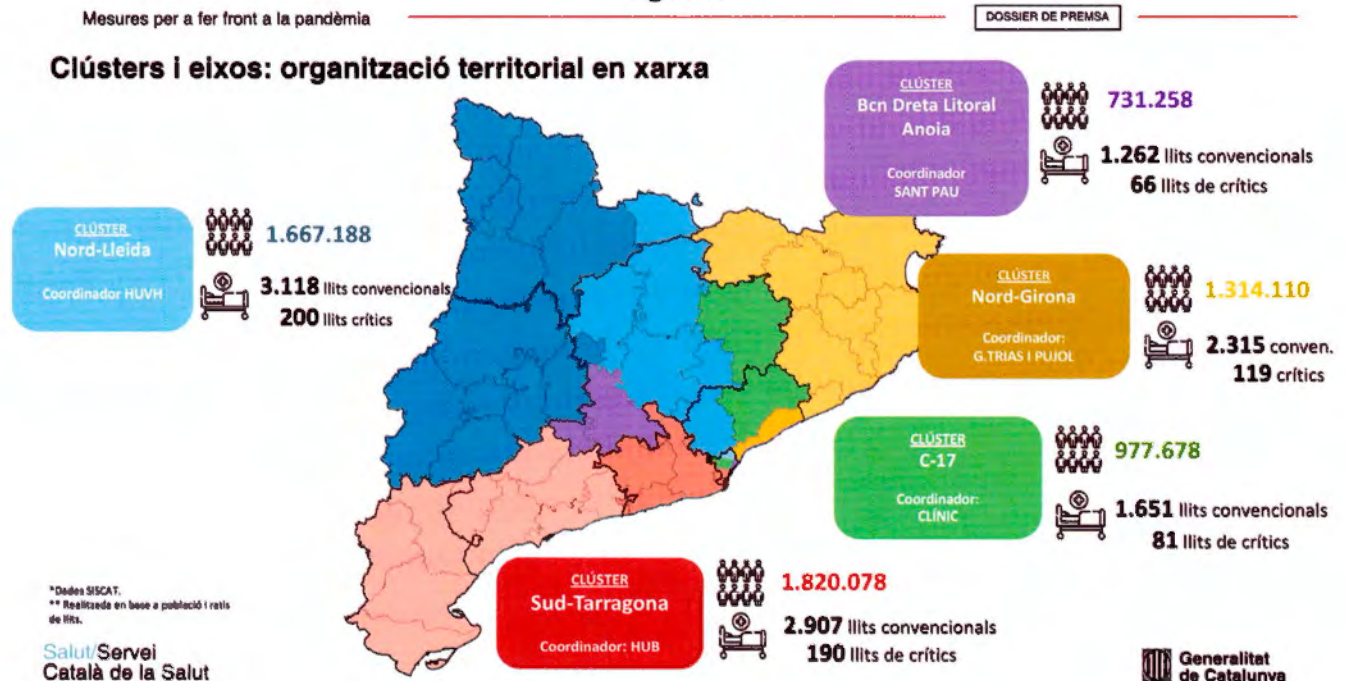 Mesures per a fer front a la pandèmia
DOSSIER DE PREMSA
Clústers i eixos: organització territorial en xarxa
CLÚSTER
Bcn Dreta Litoral
Anoia
Coordinador
SANT PAU
731.258
1.262 llits convencionals
66 llits de crítics
CLÚSTER
Nord-Lleida
Coordinador HUVH
1.667.188
3.118 llits convencionals
200 llits crítics
CLÚSTER
Nord-Girona
Coordinador:
G.TRIAS I PUJOL
1.314.110
2.315 conven.
119 crítics
CLÚSTER
C-17
Coordinador:
CLÍNIC
977.678
1.651 llits convencionals
81 llits de crítics
CLÚSTER
Sud-Tarragona
Coordinador: HUB
1.820.078
2.907 llits convencionals
190 llits de crítics
*Dades SISCAT.
** Realitzada en base a població i ratis
de llits.
Salut/Servei
Català de la Salut
Generalitat
de Catalunya